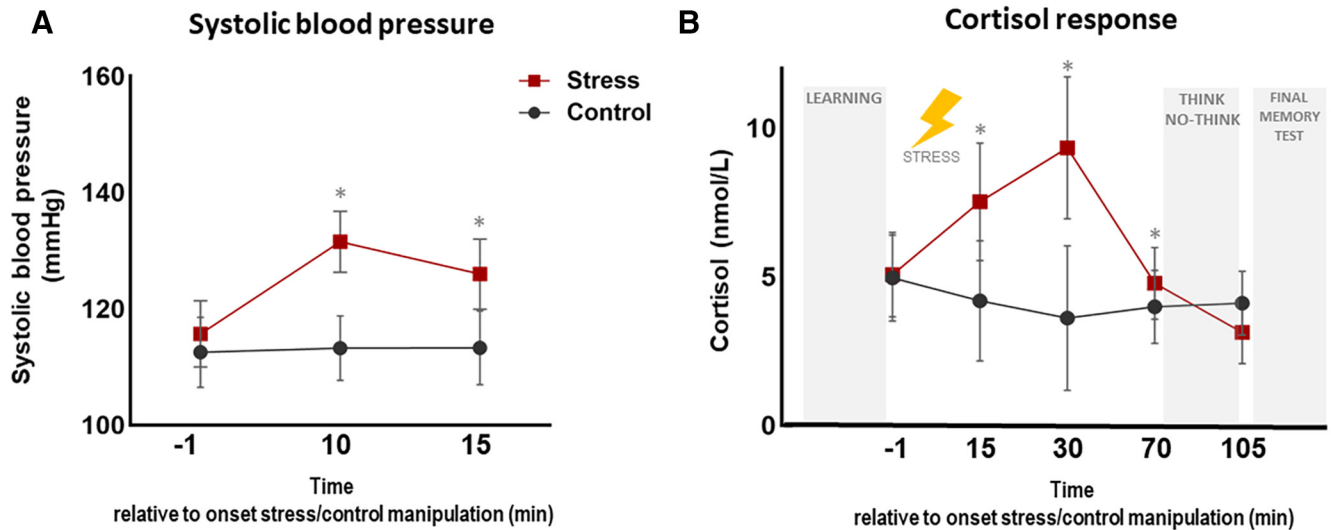 A
Systolic blood pressure
160
140
120
100
Systolic blood pressure
(mmHg)
Stress
Control
*
*
-1
10
15
Time
relative to onset stress/control manipulation (min)
B
Cortisol response
10
5
0
Cortisol (nmol/L)
LEARNING
STRESS
*
*
*
THINK
NO-THINK
FINAL
MEMORY
TEST
-1
15
30
70
105
Time
relative to onset stress/control manipulation (min)